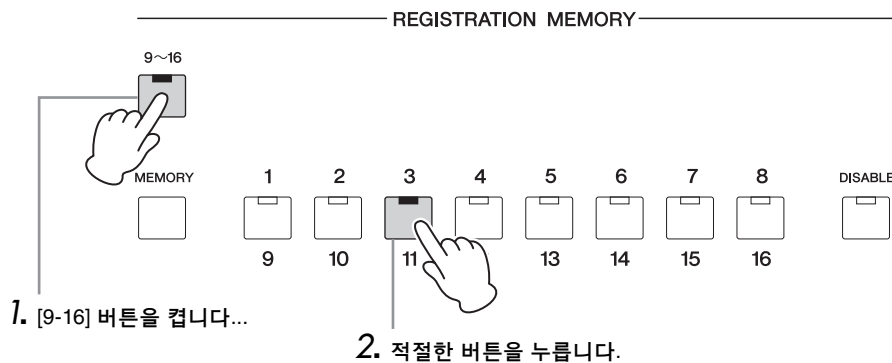 REGISTRATION MEMORY
9～16
MEMORY 1 2 3 4 5 6 7 8 DISABLE
9 10 11 13 14 15 16
1. [9-16] 버튼을 켭니다...
2. 적절한 버튼을 누릅니다.